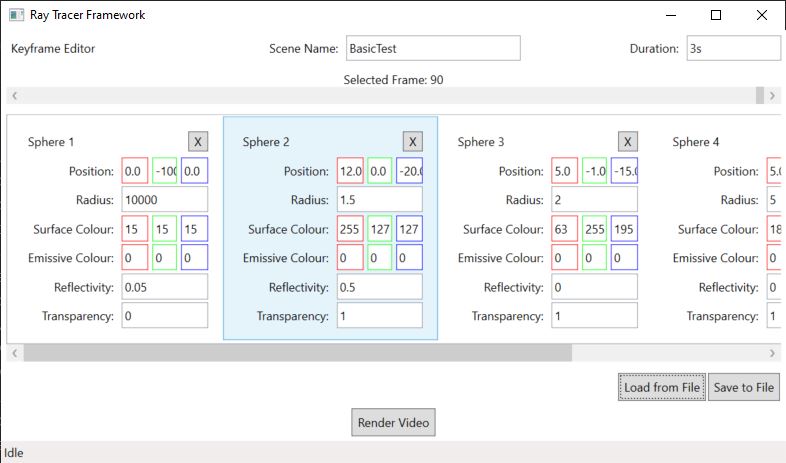 Ray Tracer Framework
Keyframe Editor Scene Name: BasicTest Duration: 3s
Selected Frame: 90
Sphere 1 X Sphere 2 X Sphere 3 X Sphere 4
Position: 0.0 -100 0.0 Position: 12.0 0.0 -20.0 Position: 5.0 -1.0 -15.0 Position: 5.0
Radius: 10000 Radius: 1.5 Radius: 2 Radius: 5
Surface Colour: 15 15 15 Surface Colour: 255 127 127 Surface Colour: 63 255 195 Surface Colour: 18
Emissive Colour: 0 0 0 Emissive Colour: 0 0 0 Emissive Colour: 0 0 0 Emissive Colour: 0
Reflectivity: 0.05 Reflectivity: 0.5 Reflectivity: 0 Reflectivity: 0
Transparency: 0 Transparency: 1 Transparency: 1 Transparency: 1
Load from File Save to File
Render Video
Idle